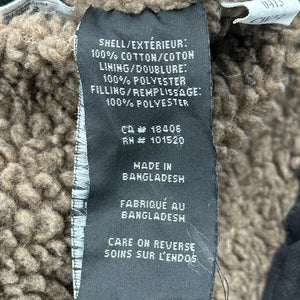 SHELL/EXTÉRIEUR:
100% COTTON/COTON
LINING/DOUBLURE:
100% POLYESTER
FILLING/REMPLISSAGE:
100% POLYESTER
CA # 18406
RN # 101520
MADE IN
BANGLADESH
FABRIQUÉ AU
BANGLADESH
CARE ON REVERSE
SOINS SUR L'ENDOS